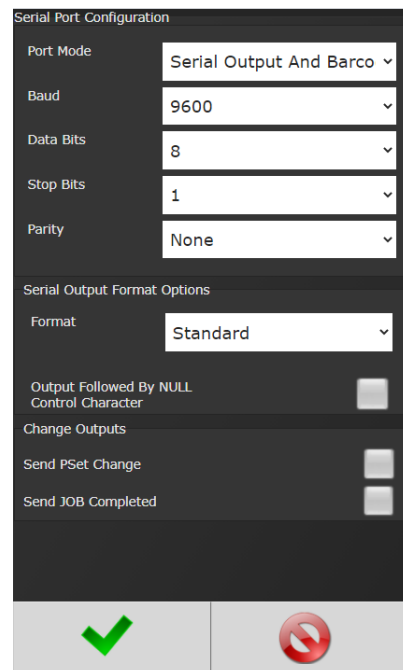 Serial Port Configuration
Port Mode
Serial Output And Barco
Baud
9600
Data Bits
8
Stop Bits
1
Parity
None
Serial Output Format Options
Format
Standard
Output Followed By NULL
Control Character
Change Outputs
Send PSet Change
Send JOB Completed